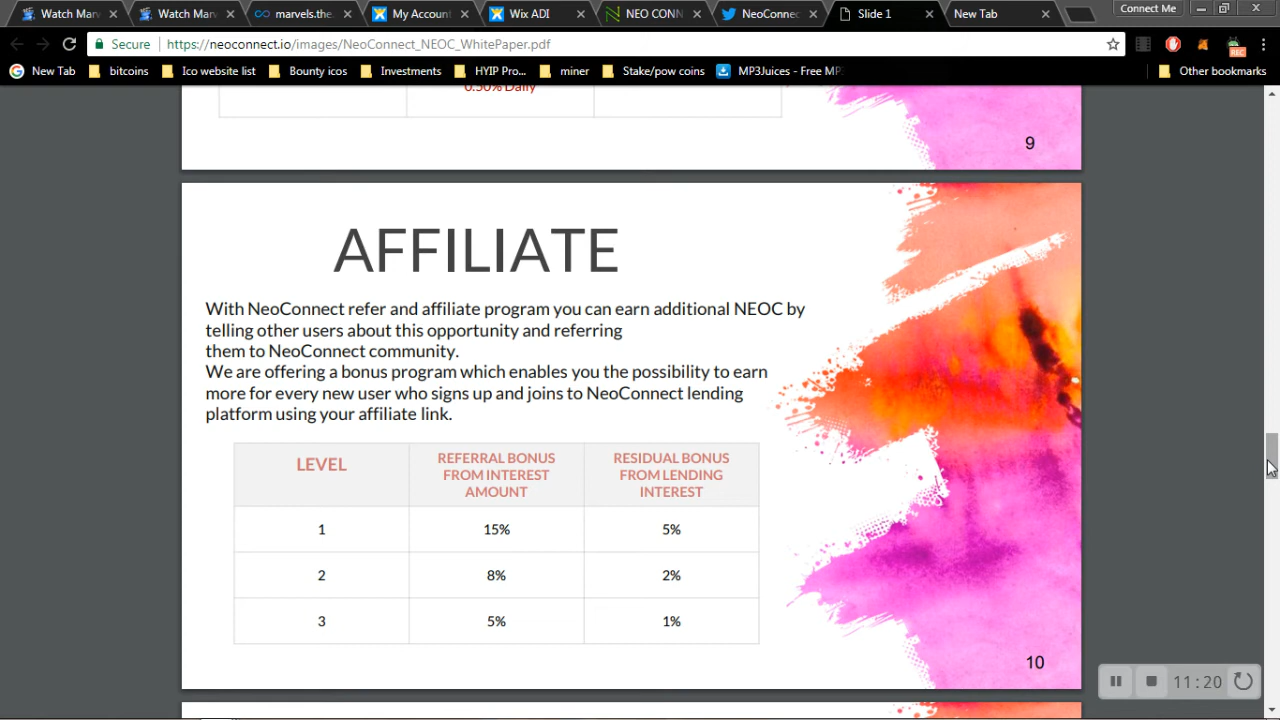 Watch Marv
Watch Marv
marvels.the
My Accoun
Wix ADI
NEO CONN
NeoConnec
Slide 1
New Tab
Connect Me
Secure
https://neoconnect.io/images/NeoConnect_NEOC_WhitePaper.pdf
REC
New Tab
bitcoins
Ico website list
Bounty icos
Investments
HYIP Pro...
miner
Stake/pow coins
MP3Juices - Free MP3
Other bookmarks
0.50% Daily
9
AFFILIATE
With NeoConnect refer and affiliate program you can earn additional NEOC by
telling other users about this opportunity and referring
them to NeoConnect community.
We are offering a bonus program which enables you the possibility to earn
more for every new user who signs up and joins to NeoConnect lending
platform using your affiliate link.
LEVEL
REFERRAL BONUS
FROM INTEREST
AMOUNT
RESIDUAL BONUS
FROM LENDING
INTEREST
1 15% 5%
2 8% 2%
3 5% 1%
10
11:20